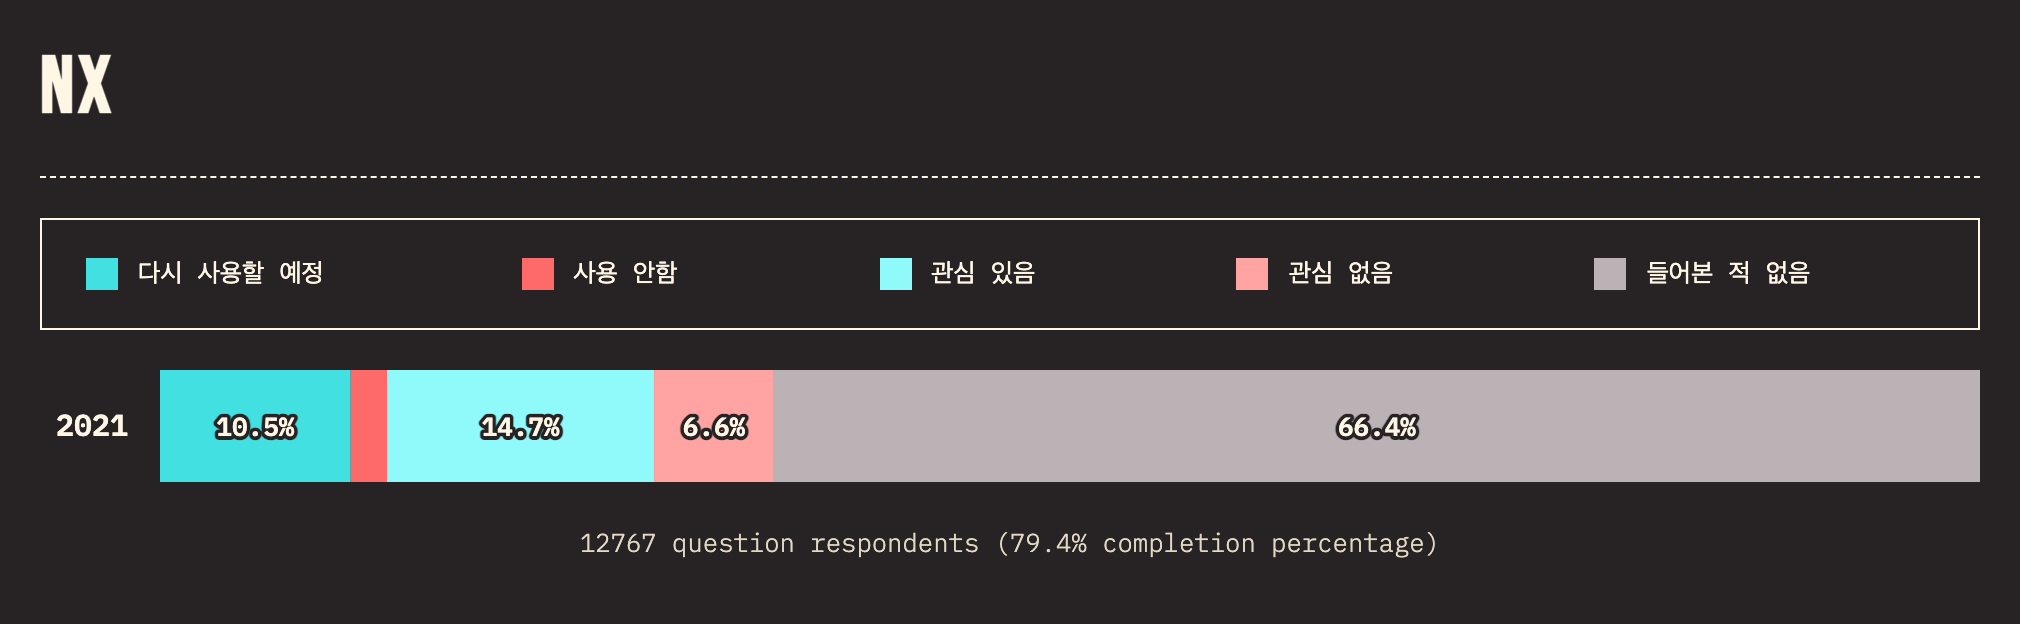 NX
다시 사용할 예정 사용 안함 관심 있음 관심 없음 들어본 적 없음
2021 10.5% 14.7% 6.6% 66.4%
12767 question respondents (79.4% completion percentage)